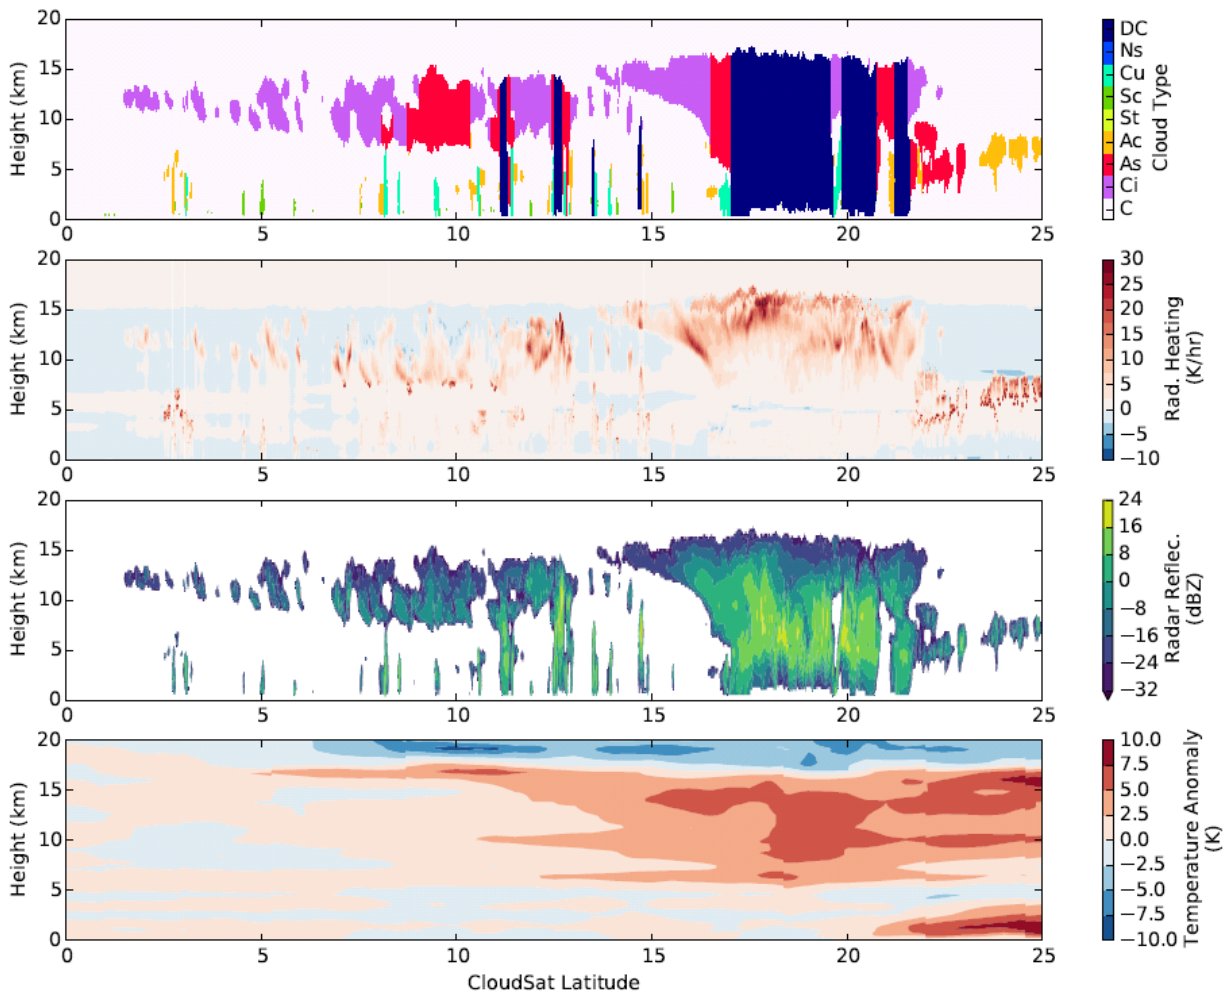 20
15
10
5
0
Height (km)
0 5 10 15 20 25
DC
Ns
Cu
Sc
St
Ac
As
Ci
C
Cloud Type
20
15
10
5
0
Height (km)
0 5 10 15 20 25
30
25
20
15
10
5
0
−5
−10
Rad. Heating
(K/hr)
20
15
10
5
0
Height (km)
0 5 10 15 20 25
24
16
8
0
−8
−16
−24
−32
Radar Reflec.
(dBZ)
20
15
10
5
0
Height (km)
0 5 10 15 20 25
CloudSat Latitude
10.0
7.5
5.0
2.5
0.0
−2.5
−5.0
−7.5
−10.0
Temperature Anomaly
(K)